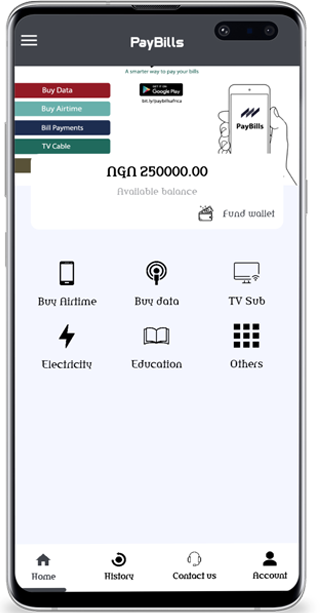 PayBills
A smarter way to pay your bills
Buy Data
GET IT ON
Google Play
bit.ly/paybillsafrica
Buy Airtime
Bill Payments
TV Cable
PayBills
NGN 250000.00
Available balance
Fund wallet
Buy Airtime
Buy data
TV Sub
Electricity
Education
Others
Home
History
Contact us
Account